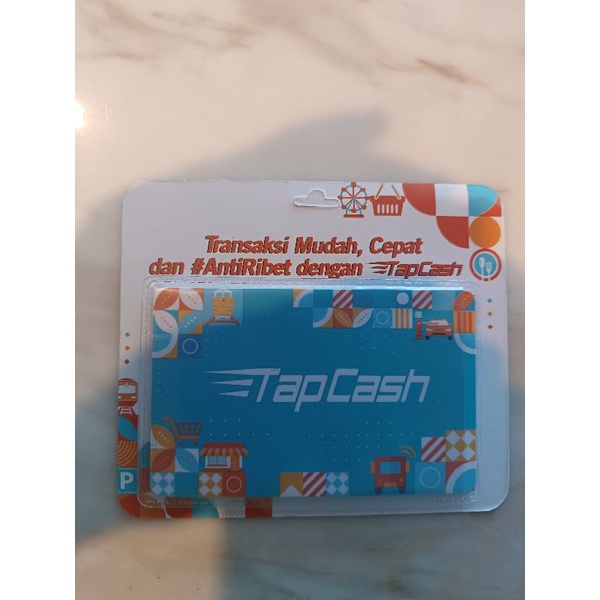 Transaksi Mudah, Cepat
dan #AntiRibet dengan TapCash
TapCash
P